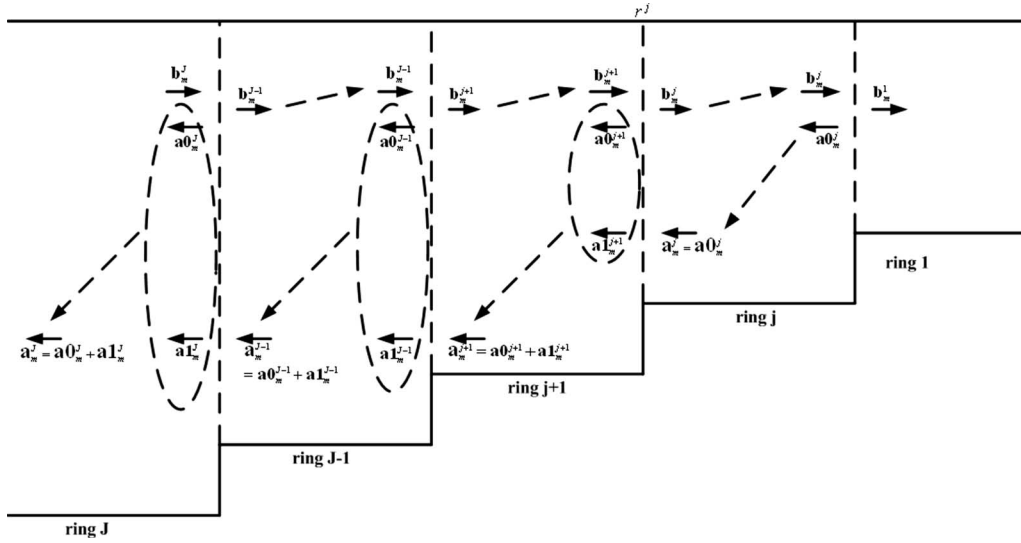 r^j
b_m^J b_m^{J-1} b_m^{J-1} b_m^{j+1} b_m^{j+1} b_m^j b_m^j b_m^1
a0_m^J a0_m^{J-1} a0_m^{j+1} a0_m^j
a1_m^{j+1} a_m^j = a0_m^j
ring 1
ring j
a_m^J = a0_m^J + a1_m^J a1_m^J a_m^{J-1} a1_m^{J-1} a_m^{j+1} = a0_m^{j+1} + a1_m^{j+1}
= a0_m^{J-1} + a1_m^{J-1}
ring j+1
ring J-1
ring J